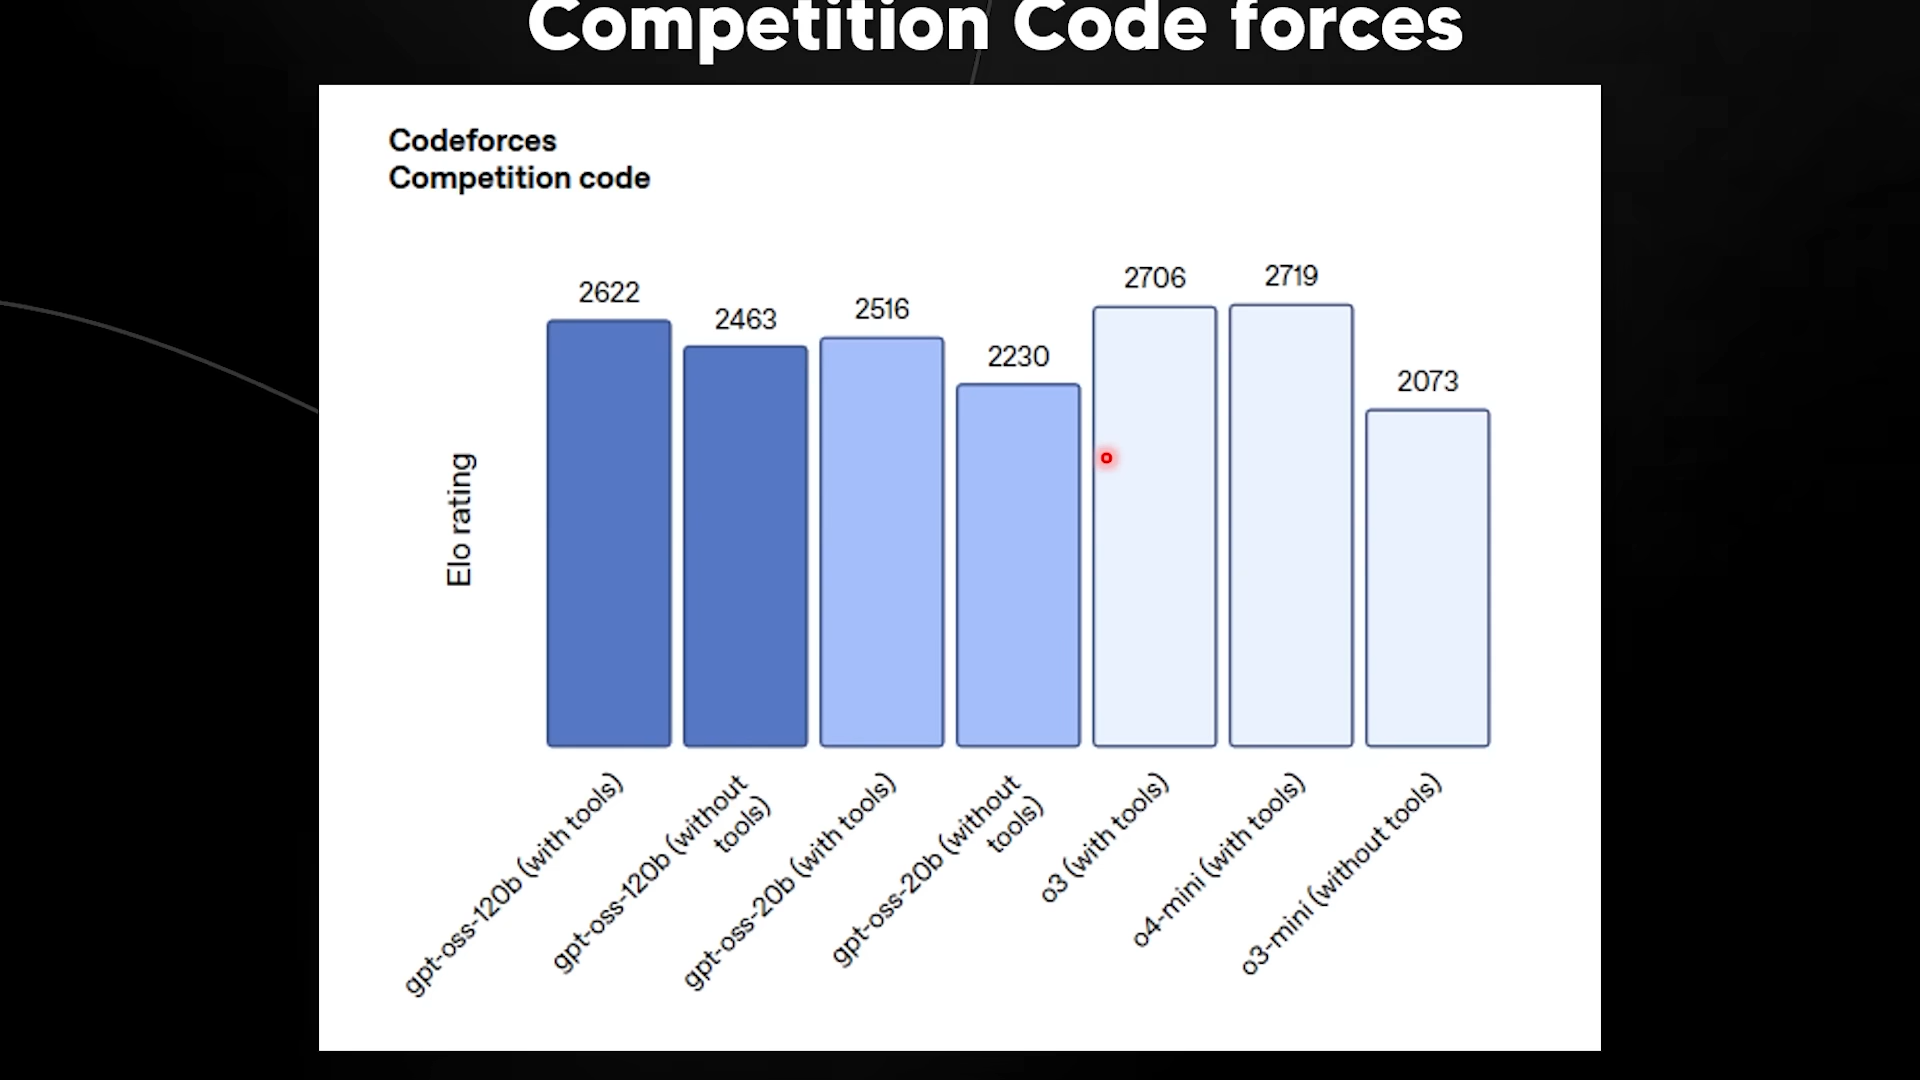 Competition Code forces
Codeforces
Competition code
2622
2463
2516
2230
2706
2719
2073
Elo rating
gpt-oss-120b (with tools)
gpt-oss-120b (without
tools)
gpt-oss-20b (with tools)
gpt-oss-20b (without
tools)
o3 (with tools)
o4-mini (with tools)
o3-mini (without tools)